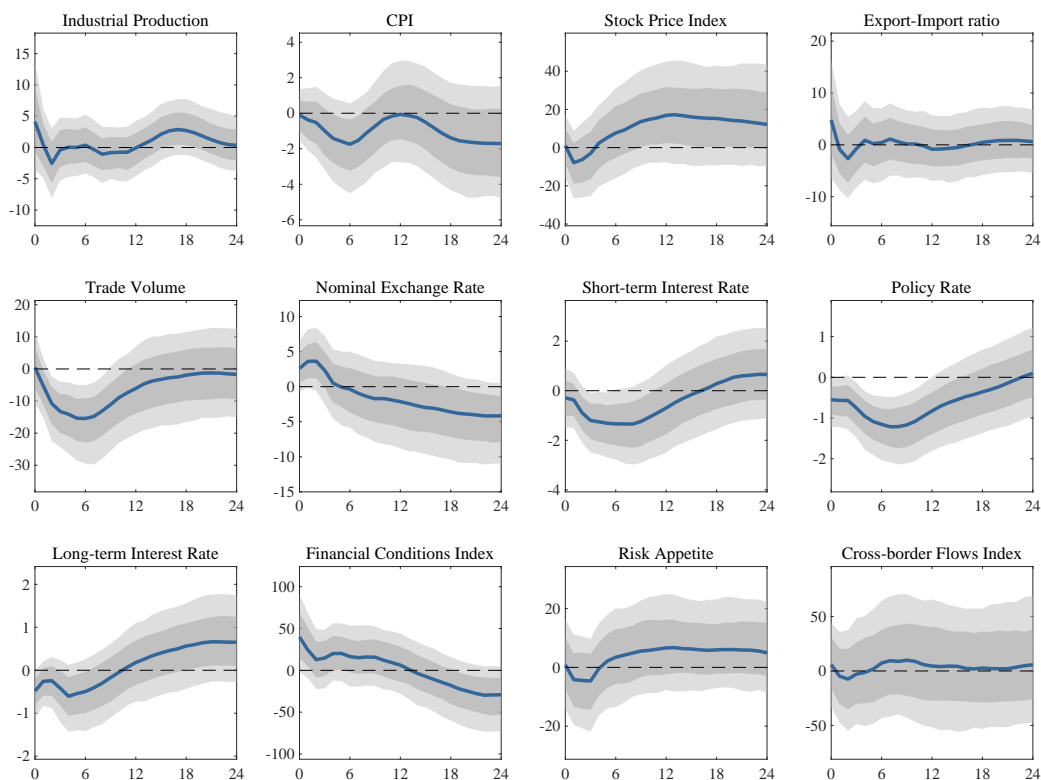 Industrial Production
15
10
5
0
-5
-10
0 6 12 18 24
CPI
4
2
0
-2
-4
-6
0 6 12 18 24
Stock Price Index
40
20
0
-20
-40
0 6 12 18 24
Export-Import ratio
20
10
0
-10
0 6 12 18 24
Trade Volume
20
10
0
-10
-20
-30
0 6 12 18 24
Nominal Exchange Rate
10
5
0
-5
-10
-15
0 6 12 18 24
Short-term Interest Rate
2
0
-2
-4
0 6 12 18 24
Policy Rate
1
0
-1
-2
0 6 12 18 24
Long-term Interest Rate
2
1
0
-1
-2
0 6 12 18 24
Financial Conditions Index
100
50
0
-50
-100
0 6 12 18 24
Risk Appetite
20
0
-20
0 6 12 18 24
Cross-border Flows Index
50
0
-50
0 6 12 18 24